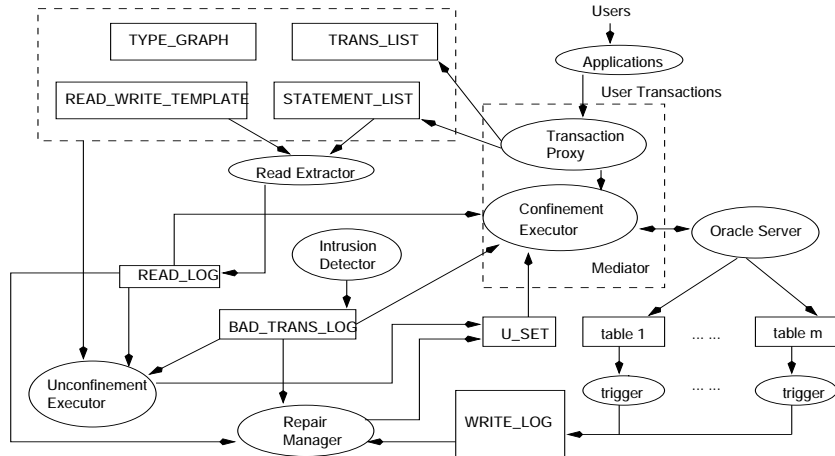 Users
TYPE_GRAPH
TRANS_LIST
Applications
READ_WRITE_TEMPLATE
STATEMENT_LIST
User Transactions
Transaction
Proxy
Read Extractor
Confinement
Executor
Oracle Server
Intrusion
Detector
READ_LOG
Mediator
BAD_TRANS_LOG
U_SET
table 1
... ...
table m
Unconfinement
Executor
trigger
... ...
trigger
Repair
Manager
WRITE_LOG